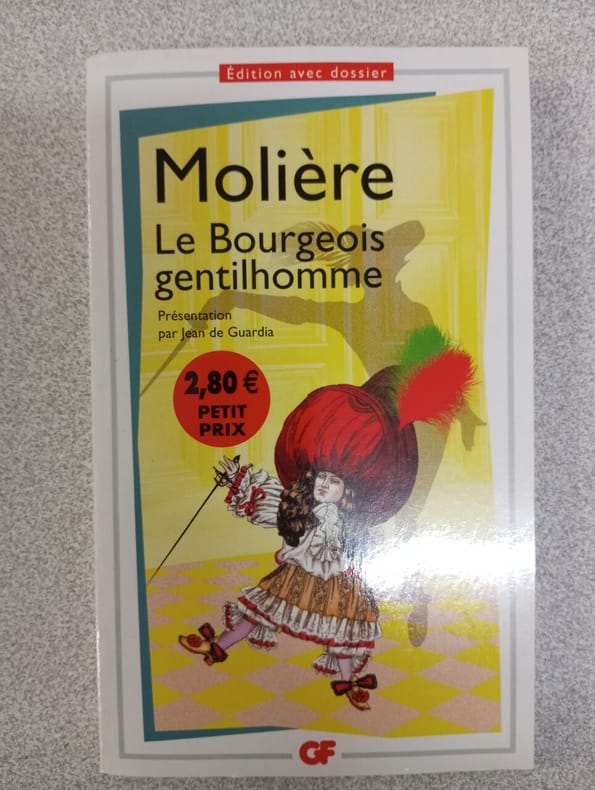 Édition avec dossier
Molière
Le Bourgeois
gentilhomme
Présentation
par Jean de Guardia
2,80 €
PETIT
PRIX
GF